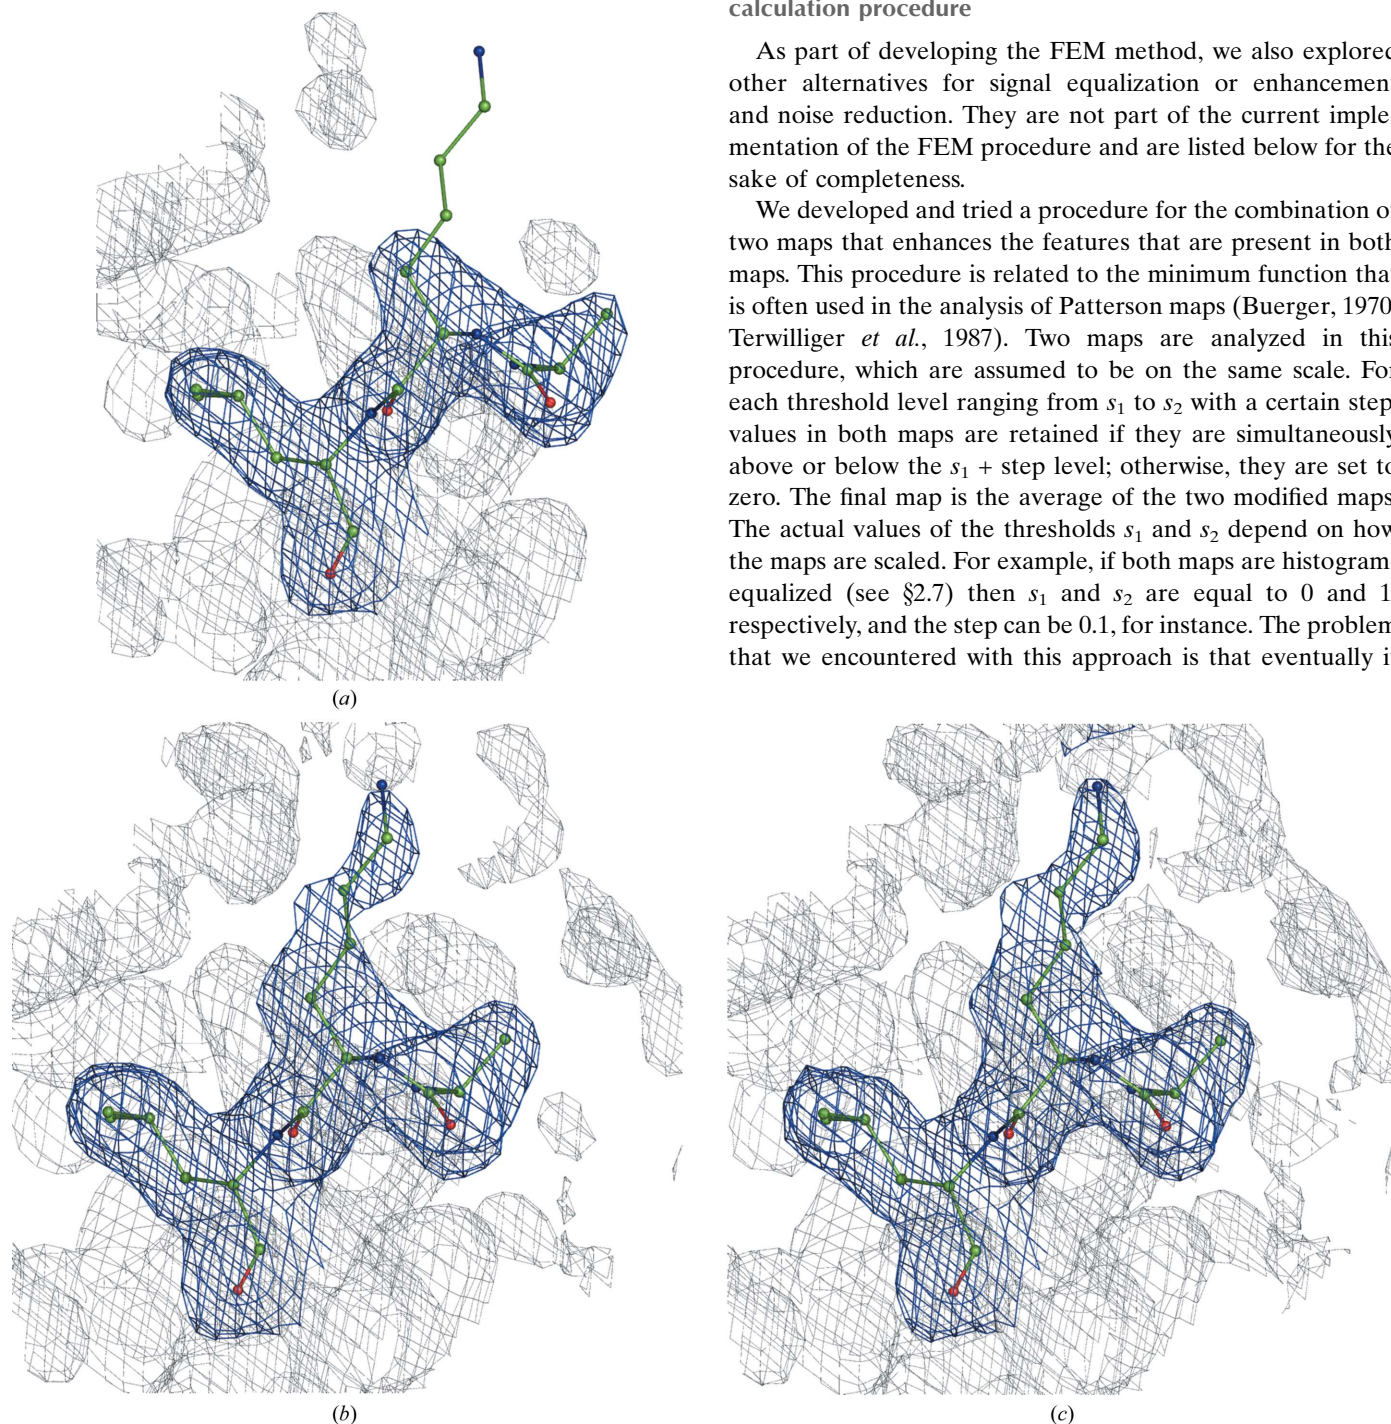 calculation procedure
As part of developing the FEM method, we also explored
other alternatives for signal equalization or enhancement
and noise reduction. They are not part of the current imple-
mentation of the FEM procedure and are listed below for the
sake of completeness.
We developed and tried a procedure for the combination of
two maps that enhances the features that are present in both
maps. This procedure is related to the minimum function that
is often used in the analysis of Patterson maps (Buerger, 1970;
Terwilliger et al., 1987). Two maps are analyzed in this
procedure, which are assumed to be on the same scale. For
each threshold level ranging from s1 to s2 with a certain step,
values in both maps are retained if they are simultaneously
above or below the s1 + step level; otherwise, they are set to
zero. The final map is the average of the two modified maps.
The actual values of the thresholds s1 and s2 depend on how
the maps are scaled. For example, if both maps are histogram-
equalized (see §2.7) then s1 and s2 are equal to 0 and 1,
respectively, and the step can be 0.1, for instance. The problem
that we encountered with this approach is that eventually
(a)
(b)
(c)